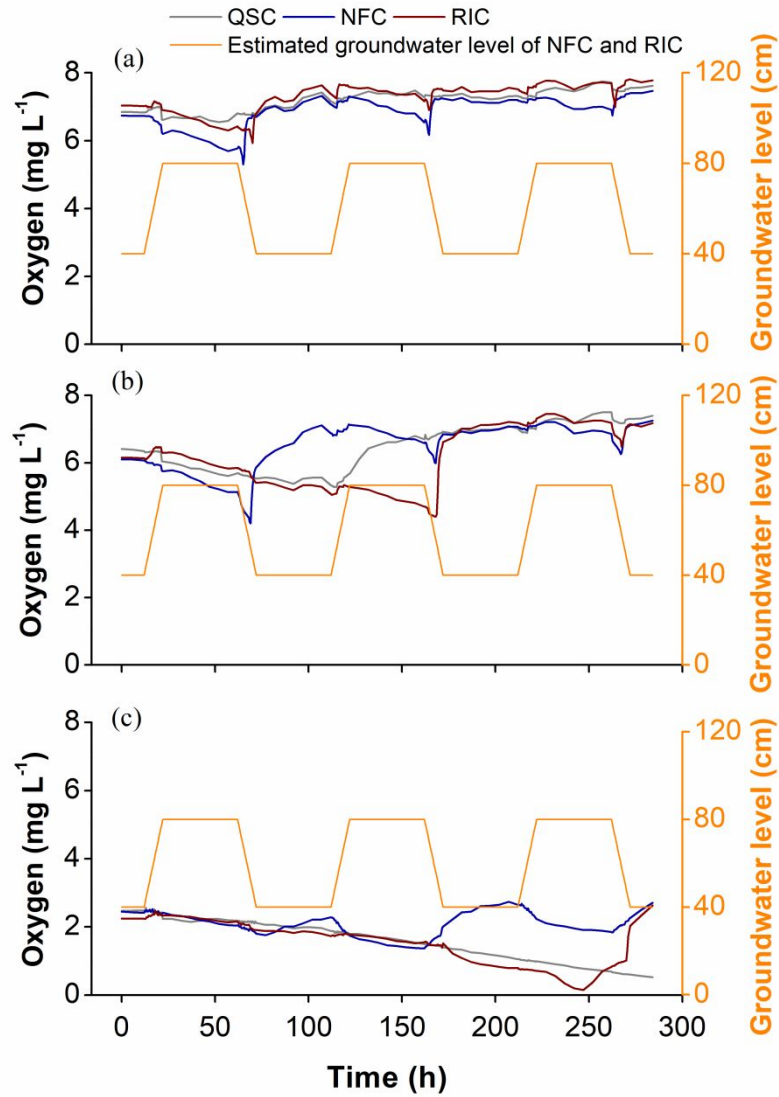 QSC NFC RIC
Estimated groundwater level of NFC and RIC
(a)
8
6
4
2
0
Oxygen (mg L-1)
120
80
40
0
Groundwater level (cm)
(b)
8
6
4
2
0
Oxygen (mg L-1)
120
80
40
0
Groundwater level (cm)
(c)
8
6
4
2
0
Oxygen (mg L-1)
120
80
40
0
Groundwater level (cm)
0 50 100 150 200 250 300
Time (h)